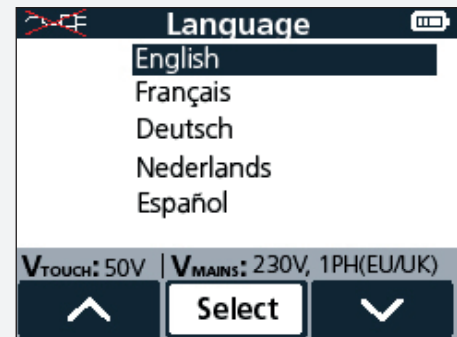 Language
English
Français
Deutsch
Nederlands
Español
VTOUCH: 50V | VMAINS: 230V, 1PH(EU/UK)
Select